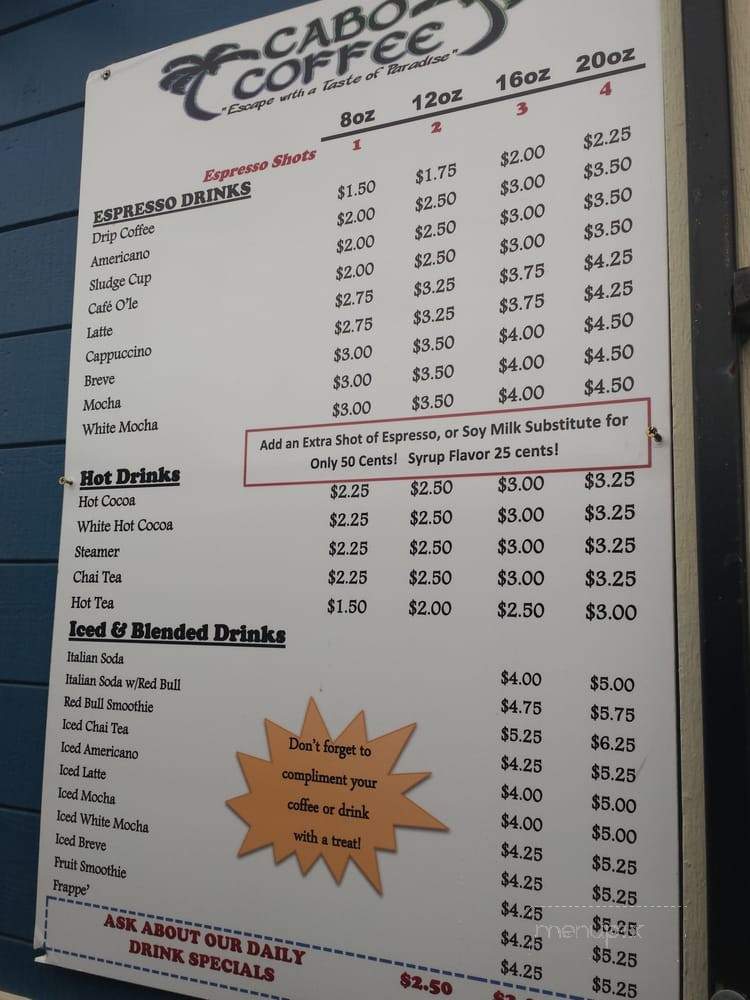 CABO
COFFEE
"Escape with a Taste of Paradise"
8oz 12oz 16oz 20oz
Espresso Shots 1 2 3 4
ESPRESSO DRINKS
Drip Coffee $1.50 $1.75 $2.00 $2.25
Americano $2.00 $2.50 $3.00 $3.50
Sludge Cup $2.00 $2.50 $3.00 $3.50
Café O'le $2.00 $2.50 $3.00 $3.50
Latte $2.75 $3.25 $3.75 $4.25
Cappuccino $2.75 $3.25 $3.75 $4.25
Breve $3.00 $3.50 $4.00 $4.50
Mocha $3.00 $3.50 $4.00 $4.50
White Mocha $3.00 $3.50 $4.00 $4.50
Add an Extra Shot of Espresso, or Soy Milk Substitute for
Only 50 Cents! Syrup Flavor 25 cents!
Hot Drinks
Hot Cocoa $2.25 $2.50 $3.00 $3.25
White Hot Cocoa $2.25 $2.50 $3.00 $3.25
Steamer $2.25 $2.50 $3.00 $3.25
Chai Tea $2.25 $2.50 $3.00 $3.25
Hot Tea $1.50 $2.00 $2.50 $3.00
Iced & Blended Drinks
Italian Soda $4.00 $5.00
Italian Soda w/Red Bull $4.75 $5.75
Red Bull Smoothie $5.25 $6.25
Iced Chai Tea $4.25 $5.25
Iced Americano $4.00 $5.00
Iced Latte $4.00 $5.00
Iced Mocha $4.25 $5.25
Iced White Mocha $4.25 $5.25
Iced Breve $4.25 $5.25
Fruit Smoothie $4.25 $5.25
Frappe' $4.25 $5.25
Don't forget to
compliment your
coffee or drink
with a treat!
ASK ABOUT OUR DAILY
DRINK SPECIALS
$2.50
menupix